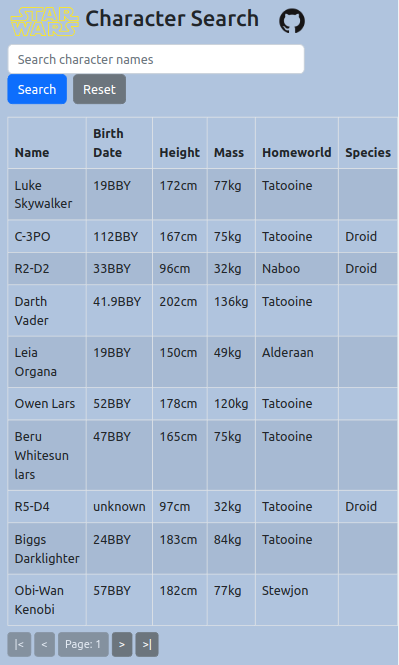 STAR WARS Character Search
Search character names
Search Reset
Birth
Name Date Height Mass Homeworld Species
Luke 19BBY 172cm 77kg Tatooine
Skywalker
C-3PO 112BBY 167cm 75kg Tatooine Droid
R2-D2 33BBY 96cm 32kg Naboo Droid
Darth 41.9BBY 202cm 136kg Tatooine
Vader
Leia 19BBY 150cm 49kg Alderaan
Organa
Owen Lars 52BBY 178cm 120kg Tatooine
Beru 47BBY 165cm 75kg Tatooine
Whitesun
lars
R5-D4 unknown 97cm 32kg Tatooine Droid
Biggs 24BBY 183cm 84kg Tatooine
Darklighter
Obi-Wan 57BBY 182cm 77kg Stewjon
Kenobi
|< < Page: 1 > >|